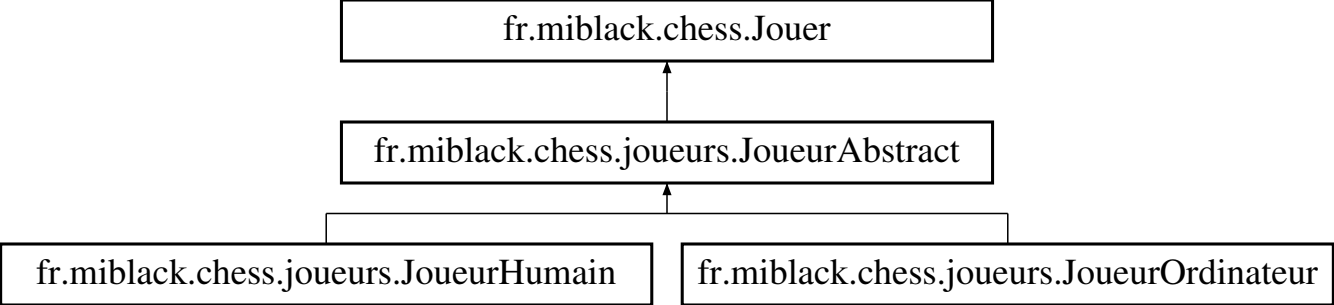 fr.miblack.chess.Jouer
fr.miblack.chess.joueurs.JoueurAbstract
fr.miblack.chess.joueurs.JoueurHumain
fr.miblack.chess.joueurs.JoueurOrdinateur